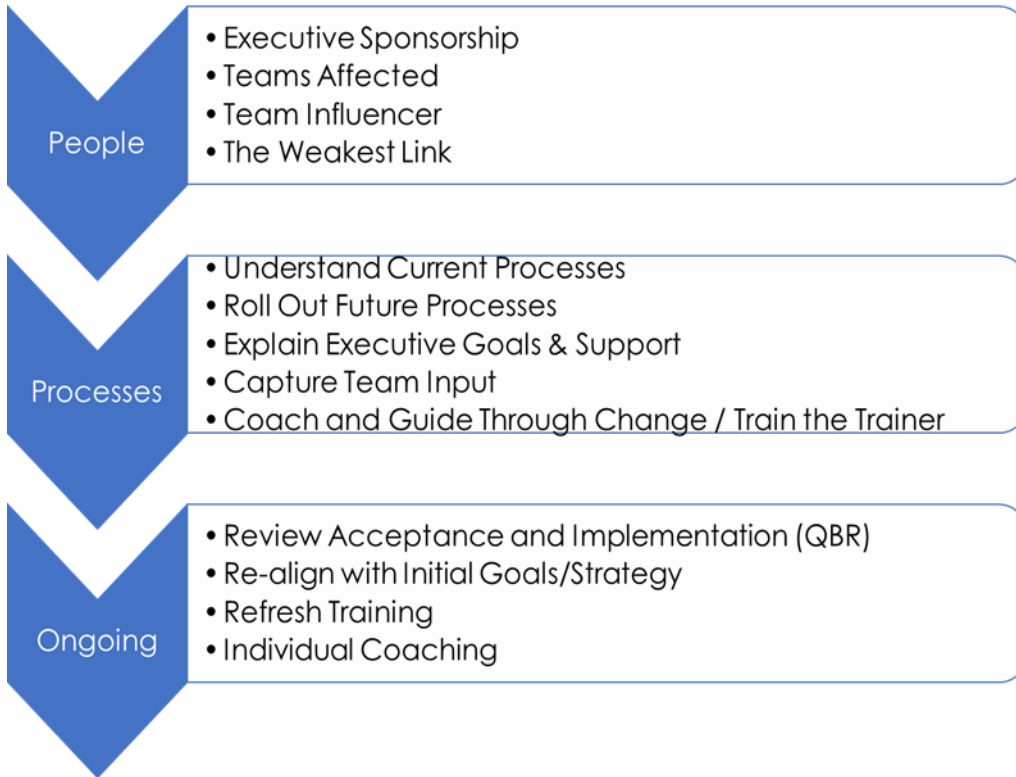 People
• Executive Sponsorship
• Teams Affected
• Team Influencer
• The Weakest Link
Processes
• Understand Current Processes
• Roll Out Future Processes
• Explain Executive Goals & Support
• Capture Team Input
• Coach and Guide Through Change / Train the Trainer
Ongoing
• Review Acceptance and Implementation (QBR)
• Re-align with Initial Goals/Strategy
• Refresh Training
• Individual Coaching